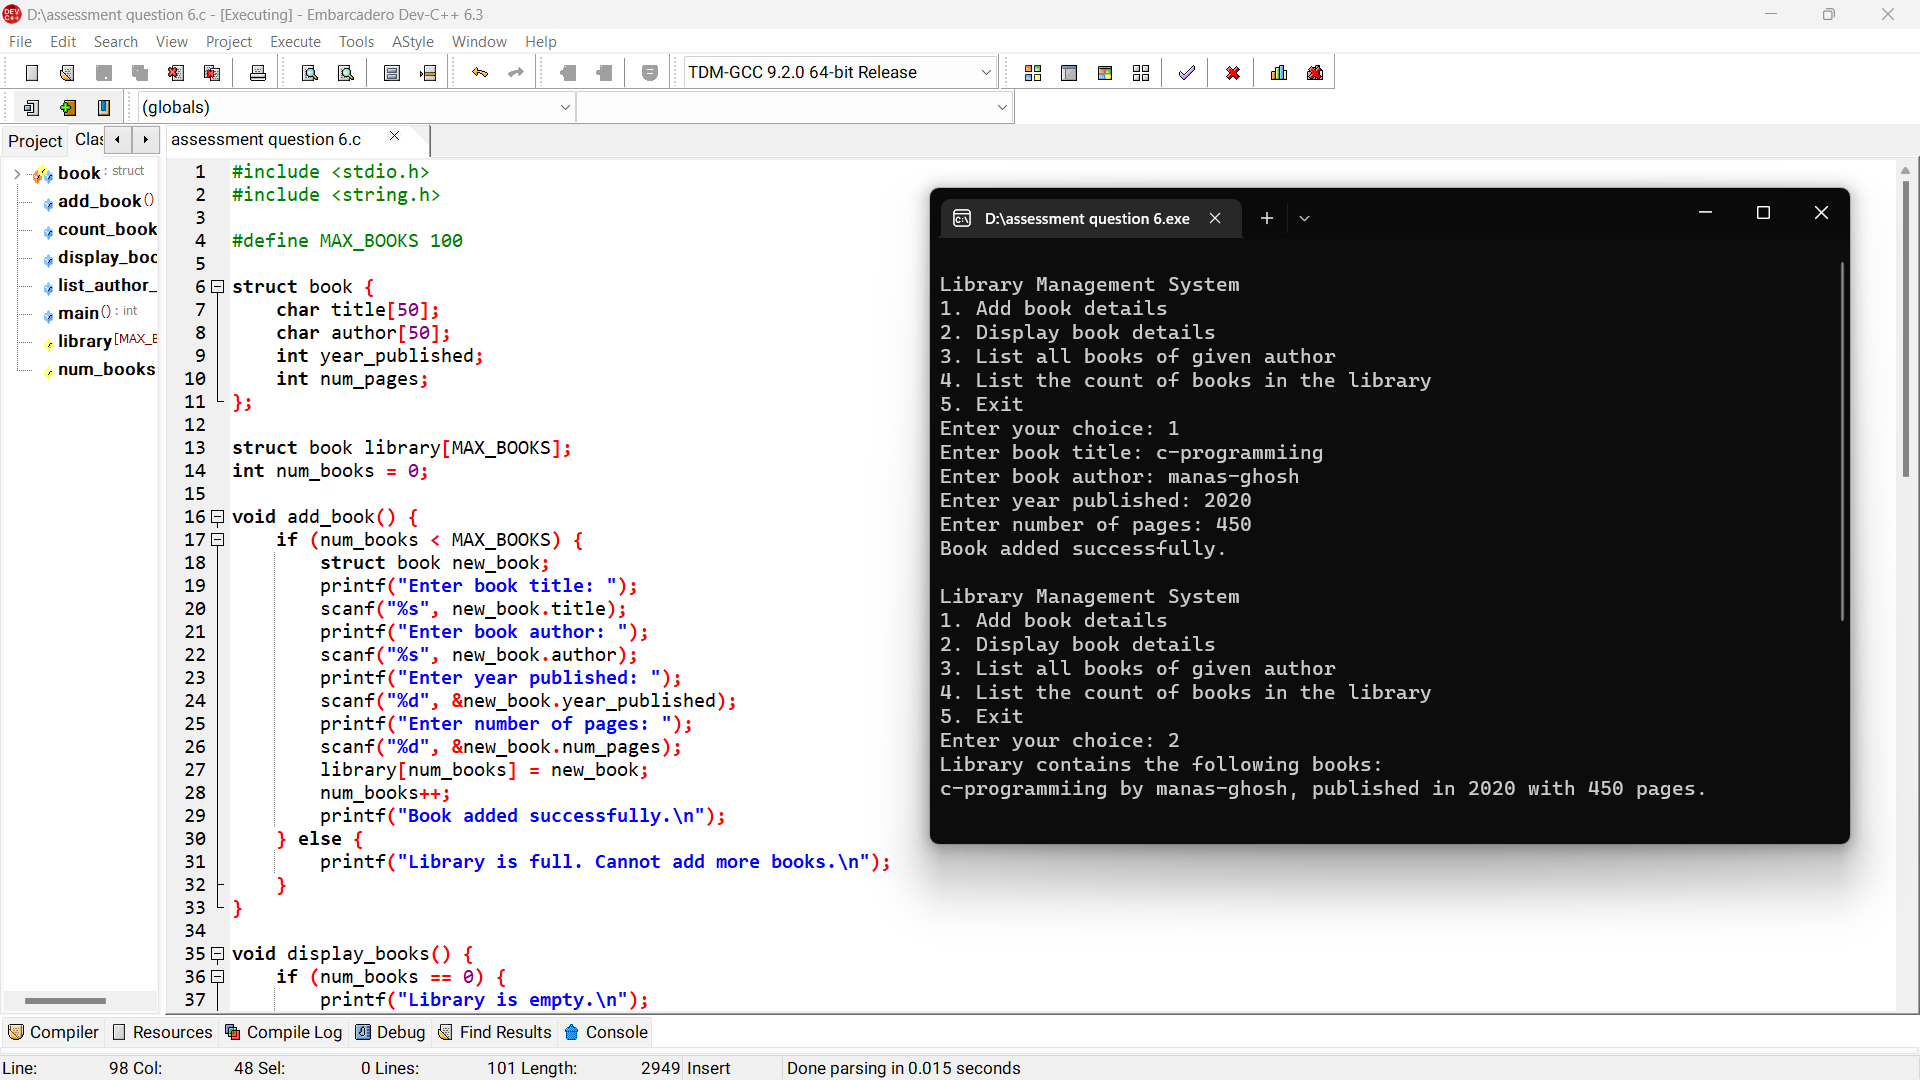 D:\assessment question 6.c - [Executing] - Embarcadero Dev-C++ 6.3
File Edit Search View Project Execute Tools AStyle Window Help
TDM-GCC 9.2.0 64-bit Release
(globals)
Project Clas
assessment question 6.c
book : struct
add_book()
count_book
display_boo
list_author_
main() : int
library [MAX_B
num_books
1 #include <stdio.h>
2 #include <string.h>
3
4 #define MAX_BOOKS 100
5
6 struct book {
7 char title[50];
8 char author[50];
9 int year_published;
10 int num_pages;
11 };
12
13 struct book library[MAX_BOOKS];
14 int num_books = 0;
15
16 void add_book() {
17 if (num_books < MAX_BOOKS) {
18 struct book new_book;
19 printf("Enter book title: ");
20 scanf("%s", new_book.title);
21 printf("Enter book author: ");
22 scanf("%s", new_book.author);
23 printf("Enter year published: ");
24 scanf("%d", &new_book.year_published);
25 printf("Enter number of pages: ");
26 scanf("%d", &new_book.num_pages);
27 library[num_books] = new_book;
28 num_books++;
29 printf("Book added successfully.\n");
30 } else {
31 printf("Library is full. Cannot add more books.\n");
32 }
33 }
34
35 void display_books() {
36 if (num_books == 0) {
37 printf("Library is empty.\n");
D:\assessment question 6.exe
Library Management System
1. Add book details
2. Display book details
3. List all books of given author
4. List the count of books in the library
5. Exit
Enter your choice: 1
Enter book title: c-programmiing
Enter book author: manas-ghosh
Enter year published: 2020
Enter number of pages: 450
Book added successfully.
Library Management System
1. Add book details
2. Display book details
3. List all books of given author
4. List the count of books in the library
5. Exit
Enter your choice: 2
Library contains the following books:
c-programmiing by manas-ghosh, published in 2020 with 450 pages.
Compiler Resources Compile Log Debug Find Results Console
Line: 98 Col: 48 Sel: 0 Lines: 101 Length: 2949 Insert Done parsing in 0.015 seconds